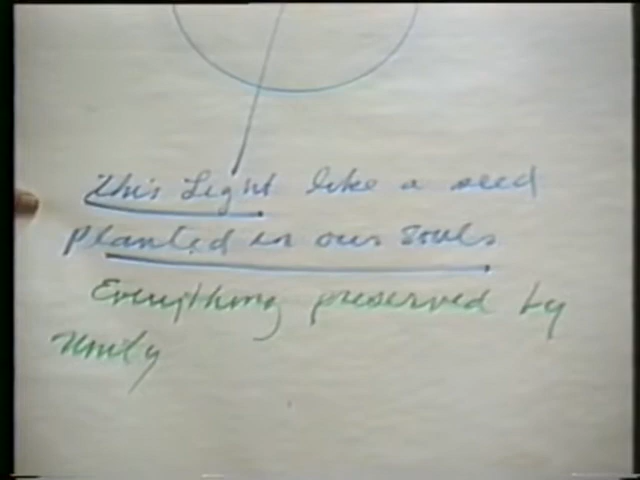 This Light like a seed
planted in our souls
Everything preserved by
Unity